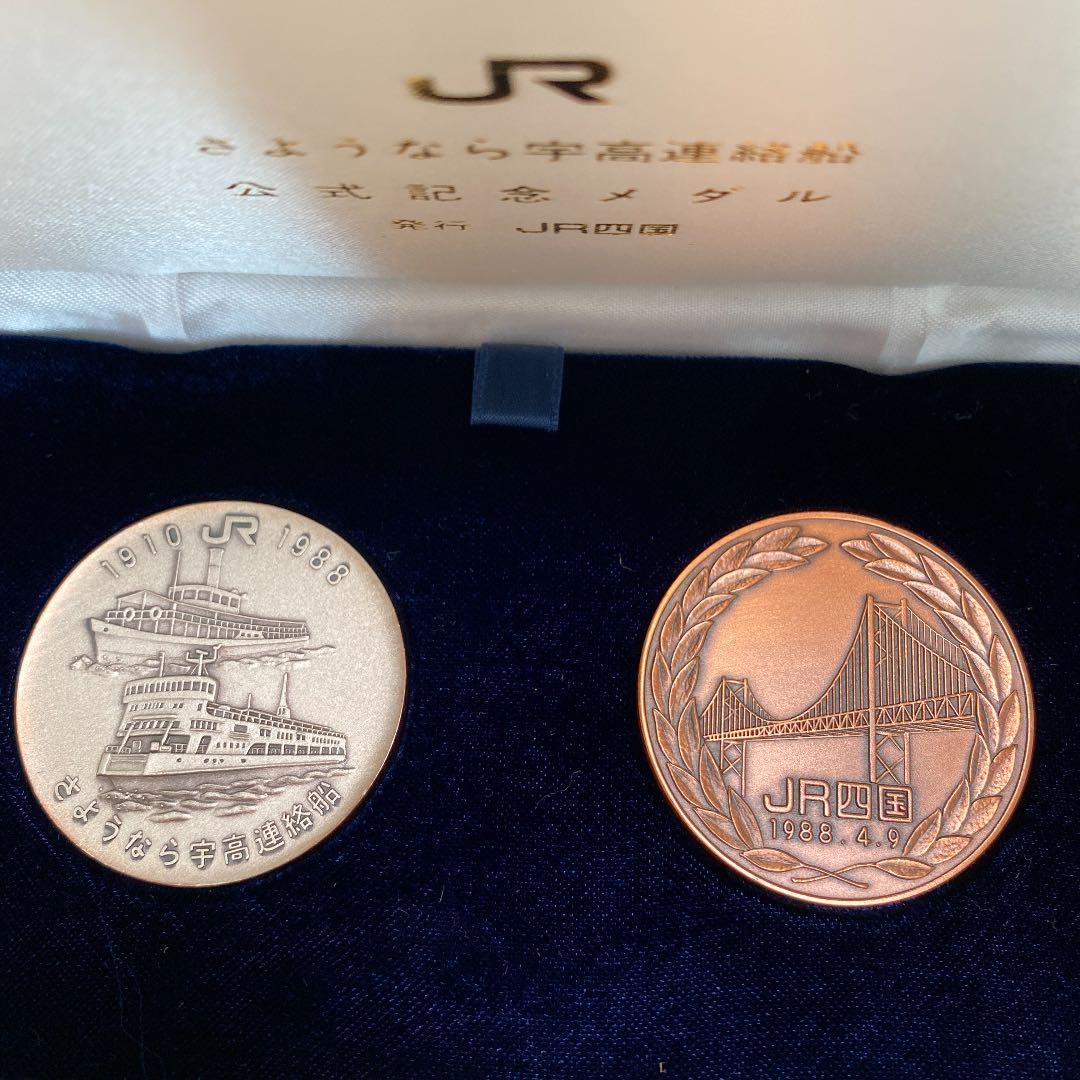 JR
さようなら宇高連絡船
公式記念メダル
発行 JR四国
1910 JR 1988
さようなら宇高連絡船
JR四国
1988.4.9